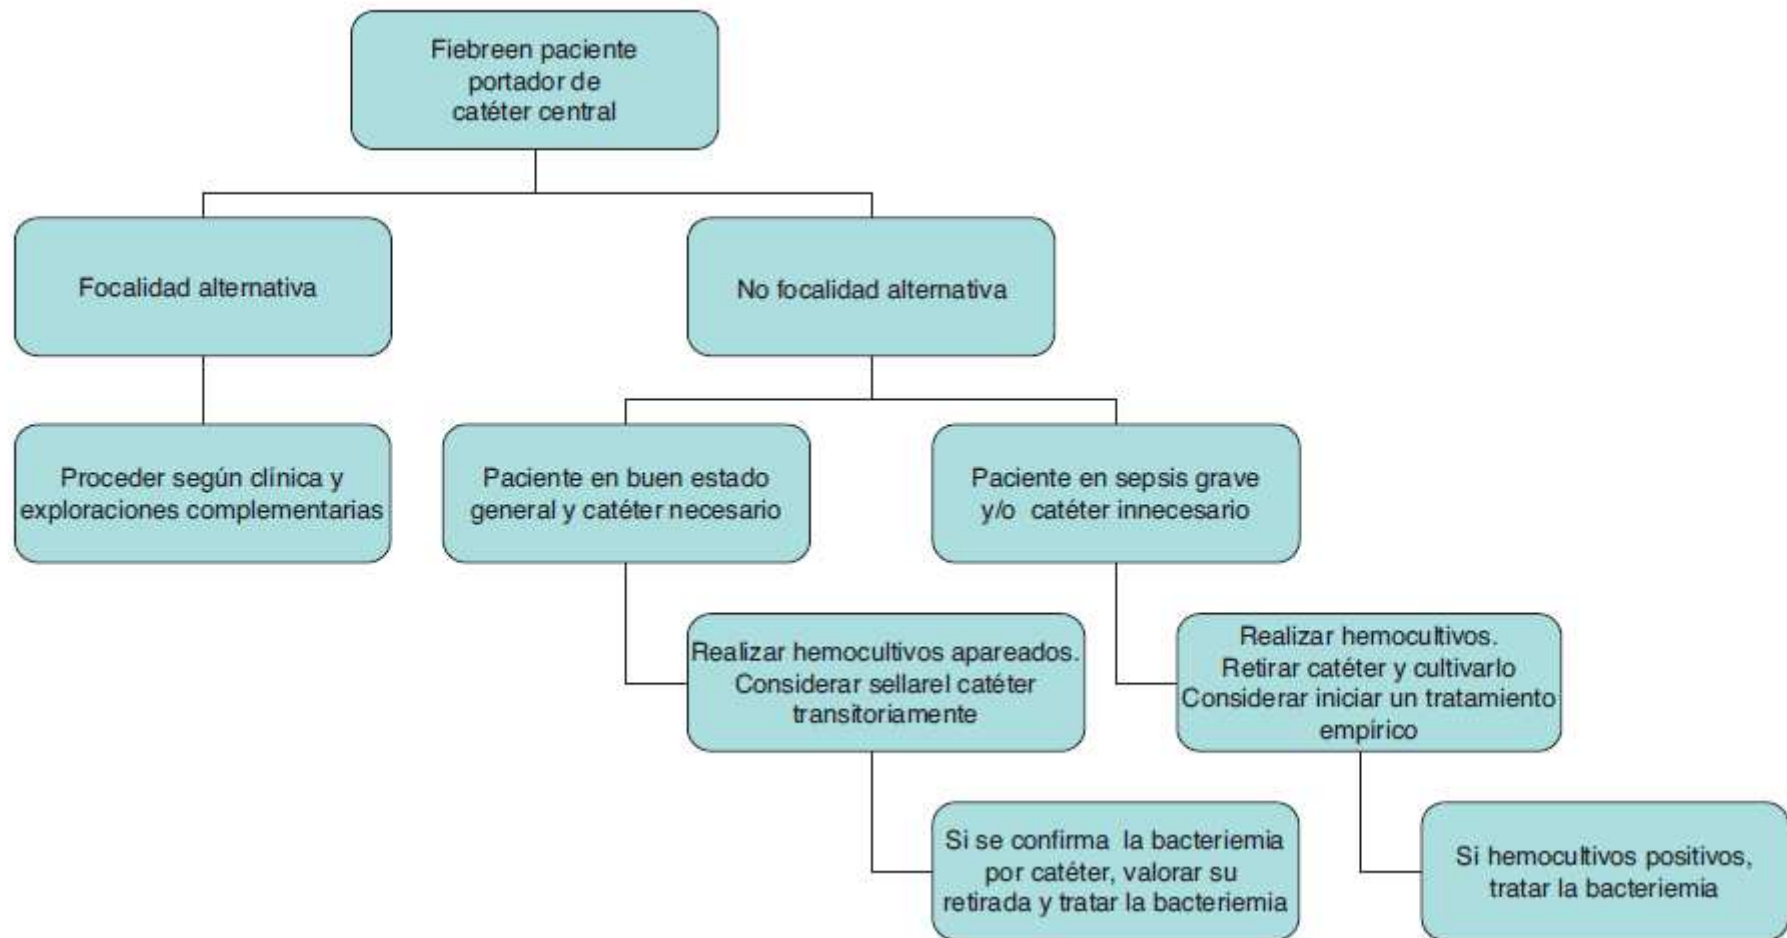 Fiebreen paciente
portador de
catéter central
Focalidad alternativa
No focalidad alternativa
Proceder según clínica y
exploraciones complementarias
Paciente en buen estado
general y catéter necesario
Paciente en sepsis grave
y/o catéter innecesario
Realizar hemocultivos apareados.
Considerar sellarel catéter
transitoriamente
Realizar hemocultivos.
Retirar catéter y cultivarlo
Considerar iniciar un tratamiento
empírico
Si se confirma la bacteriemia
por catéter, valorar su
retirada y tratar la bacteriemia
Si hemocultivos positivos,
tratar la bacteriemia